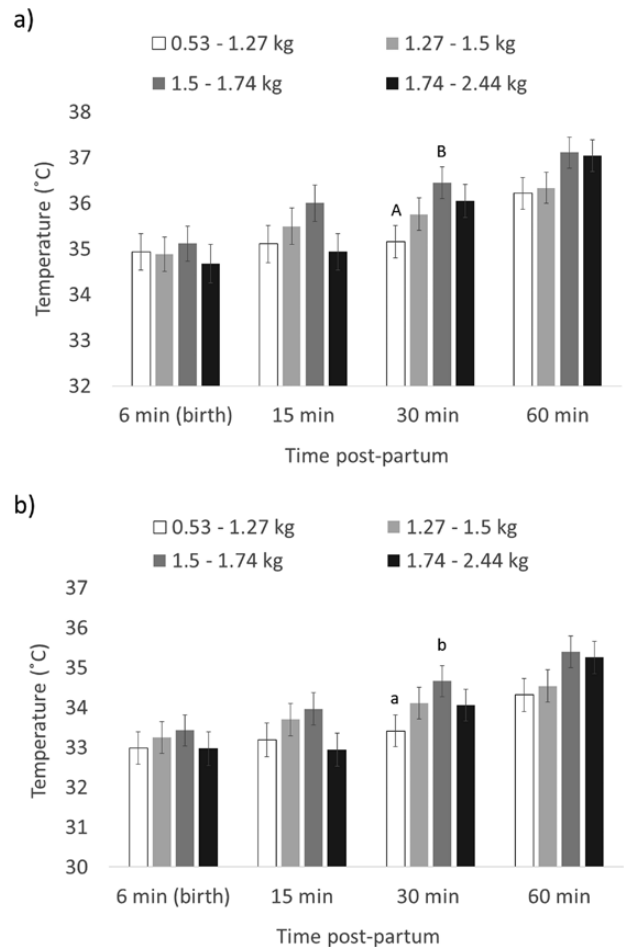 a)
0.53 - 1.27 kg 1.27 - 1.5 kg
1.5 - 1.74 kg 1.74 - 2.44 kg
38
37
36
35
34
33
32
Temperature (˚C)
A
B
6 min (birth) 15 min 30 min 60 min
Time post-partum
b)
0.53 - 1.27 kg 1.27 - 1.5 kg
1.5 - 1.74 kg 1.74 - 2.44 kg
37
36
35
34
33
32
31
30
Temperature (˚C)
a
b
6 min (birth) 15 min 30 min 60 min
Time post-partum